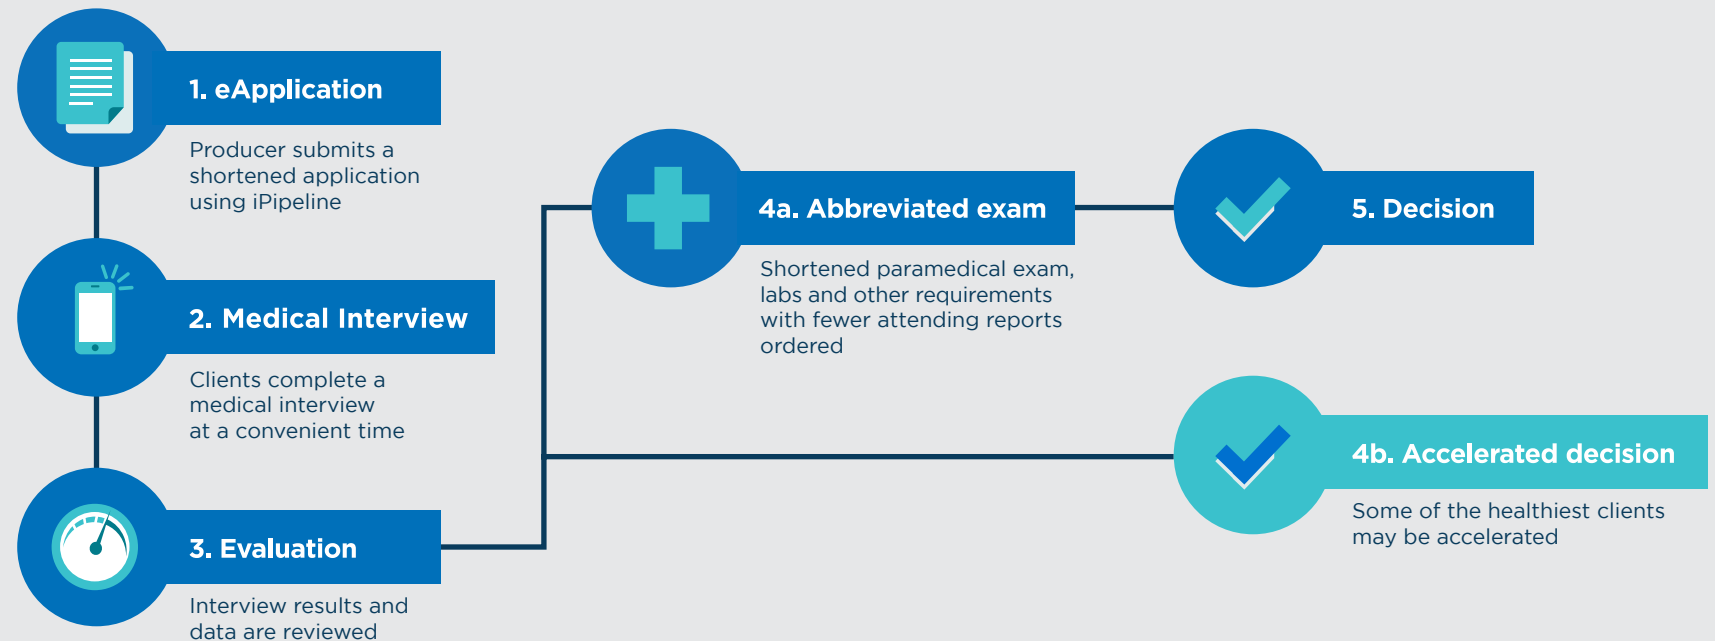 1. eApplication
Producer submits a
shortened application
using iPipeline
2. Medical Interview
Clients complete a
medical interview
at a convenient time
3. Evaluation
Interview results and
data are reviewed
4a. Abbreviated exam
Shortened paramedical exam,
labs and other requirements
with fewer attending reports
ordered
5. Decision
4b. Accelerated decision
Some of the healthiest clients
may be accelerated